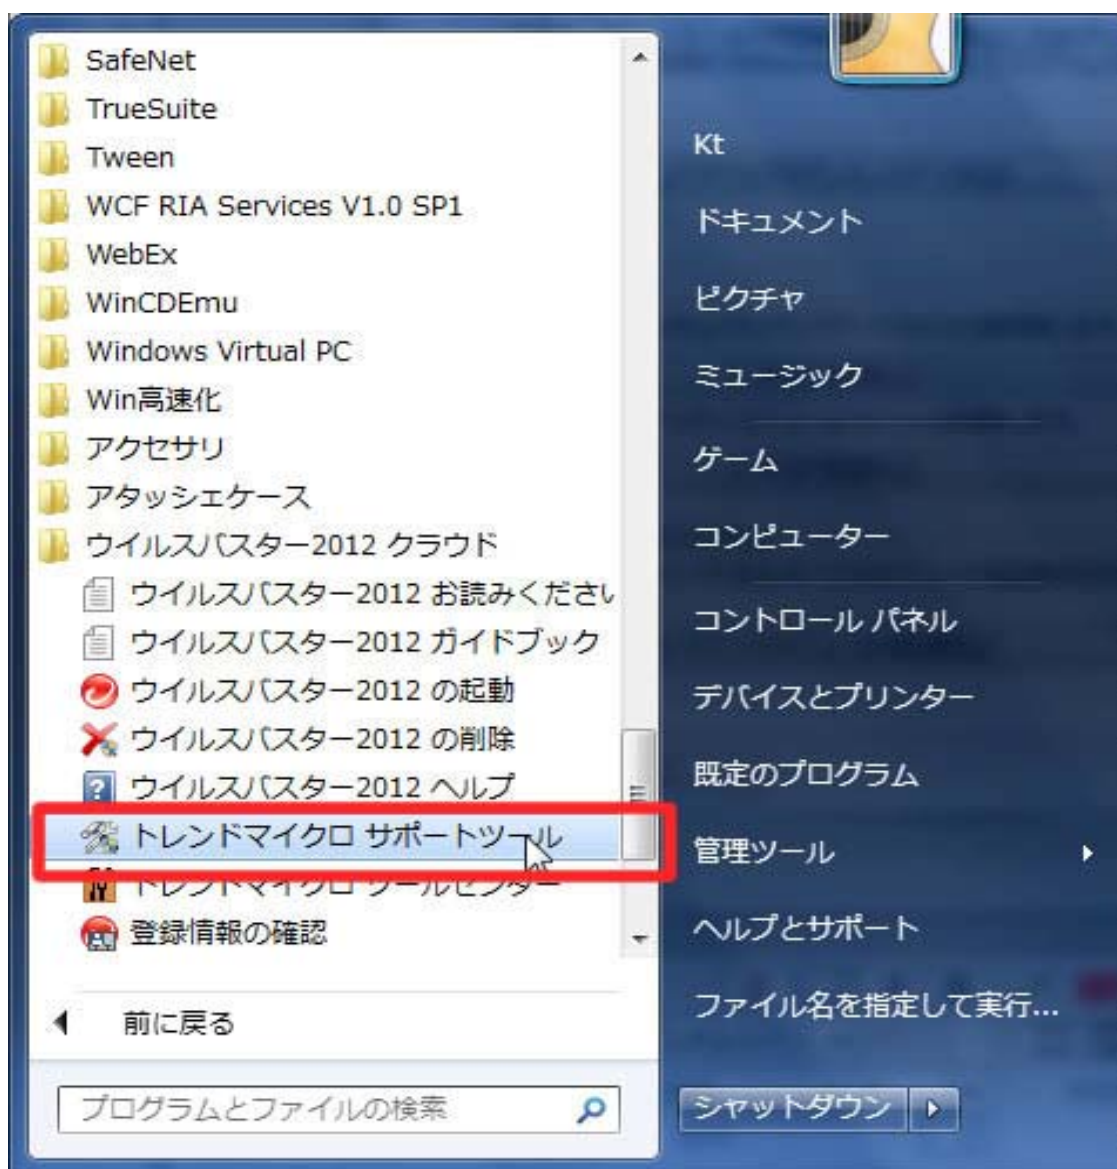 SafeNet
TrueSuite
Tween
WCF RIA Services V1.0 SP1
WebEx
WinCDEmu
Windows Virtual PC
Win高速化
アクセサリ
アタッシェケース
ウイルスバスター2012 クラウド
ウイルスバスター2012 お読みください
ウイルスバスター2012 ガイドブック
ウイルスバスター2012 の起動
ウイルスバスター2012 の削除
ウイルスバスター2012 ヘルプ
トレンドマイクロ サポートツール
トレンドマイクロ ツールセンター
登録情報の確認
前に戻る
プログラムとファイルの検索
Kt
ドキュメント
ピクチャ
ミュージック
ゲーム
コンピューター
コントロール パネル
デバイスとプリンター
既定のプログラム
管理ツール
ヘルプとサポート
ファイル名を指定して実行...
シャットダウン